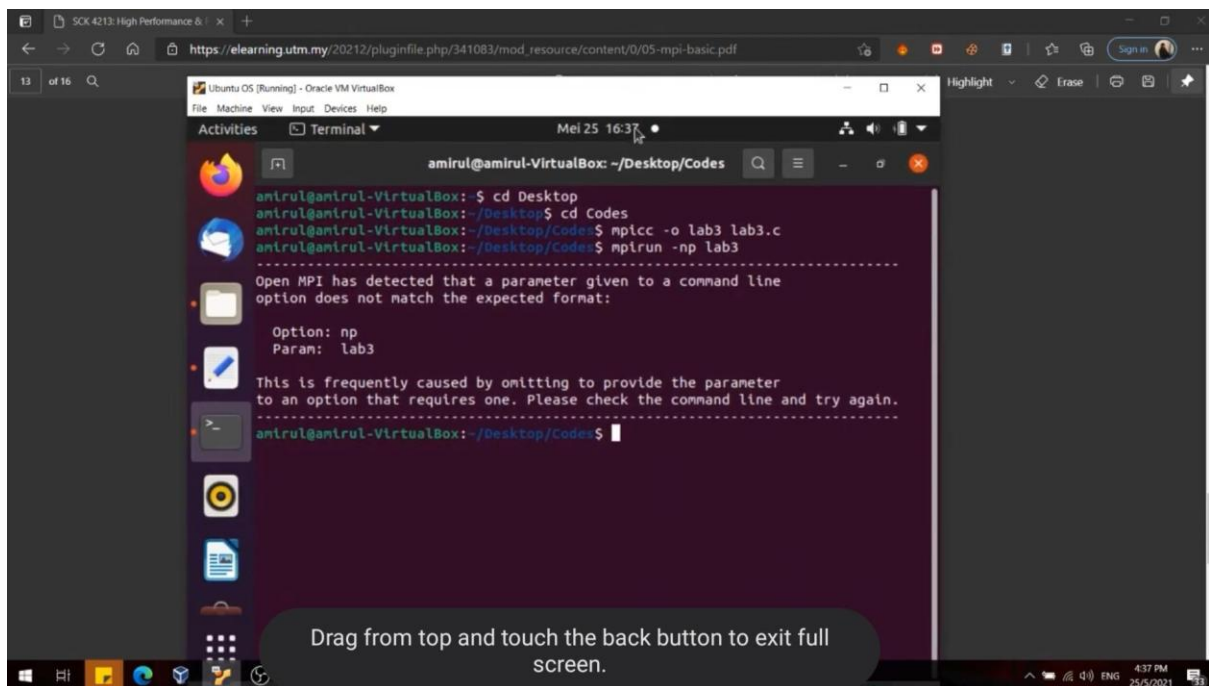 SCK 4213: High Performance &
https://elearning.utm.my/20212/pluginfile.php/341083/mod_resource/content/0/05-mpi-basic.pdf
Sign in
13 of 16
Highlight
Erase
Ubuntu OS [Running] - Oracle VM VirtualBox
File Machine View Input Devices Help
Activities Terminal Mei 25 16:37
amirul@amirul-VirtualBox: ~/Desktop/Codes
amirul@amirul-VirtualBox:~$ cd Desktop
amirul@amirul-VirtualBox:~/Desktop$ cd Codes
amirul@amirul-VirtualBox:~/Desktop/Codes$ mpicc -o lab3 lab3.c
amirul@amirul-VirtualBox:~/Desktop/Codes$ mpirun -np lab3
--------------------------------------------------------------------------
Open MPI has detected that a parameter given to a command line
option does not match the expected format:
Option: np
Param: lab3
This is frequently caused by omitting to provide the parameter
to an option that requires one. Please check the command line and try again.
--------------------------------------------------------------------------
amirul@amirul-VirtualBox:~/Desktop/Codes$
Drag from top and touch the back button to exit full
screen.
ENG
4:37 PM
25/5/2021